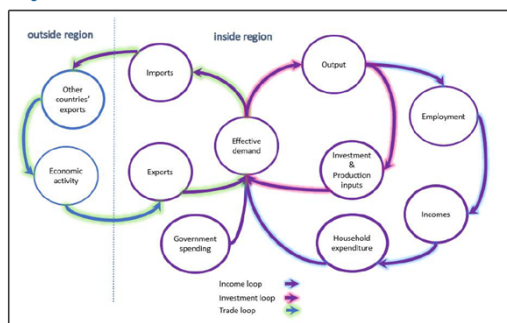 outside region
inside region
Other
countries'
exports
Imports
Output
Employment
Effective
demand
Economic
activity
Exports
Investment
&
Production
inputs
Incomes
Government
spending
Household
expenditure
Income loop
Investment loop
Trade loop